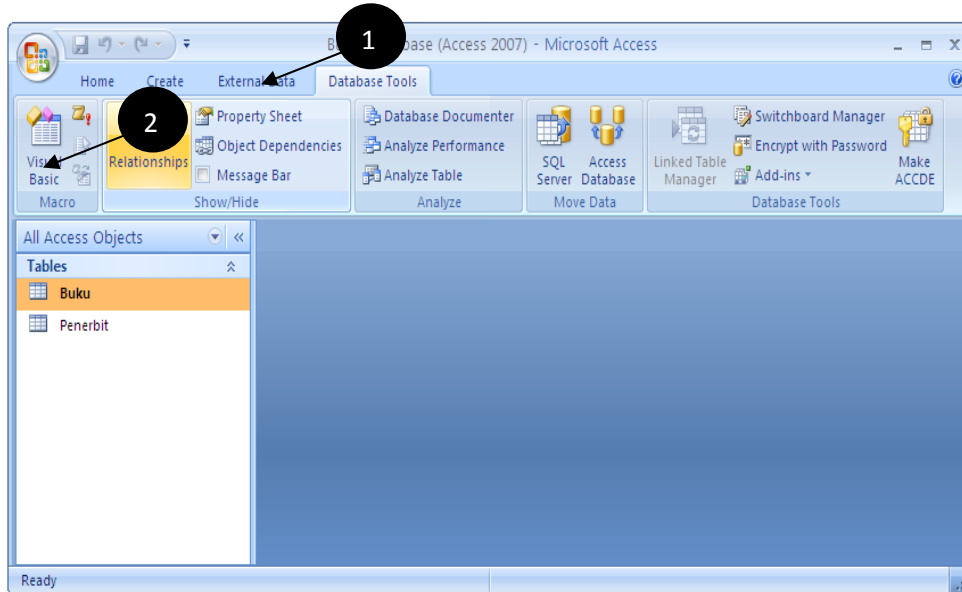 1
B base (Access 2007) - Microsoft Access
Home Create External Data Database Tools
2
Visual Basic
Relationships
Property Sheet
Object Dependencies
Message Bar
Database Documenter
Analyze Performance
Analyze Table
SQL Server
Access Database
Linked Table Manager
Switchboard Manager
Encrypt with Password
Add-ins
Make ACCDE
Macro Show/Hide Analyze Move Data Database Tools
All Access Objects
Tables
Buku
Penerbit
Ready